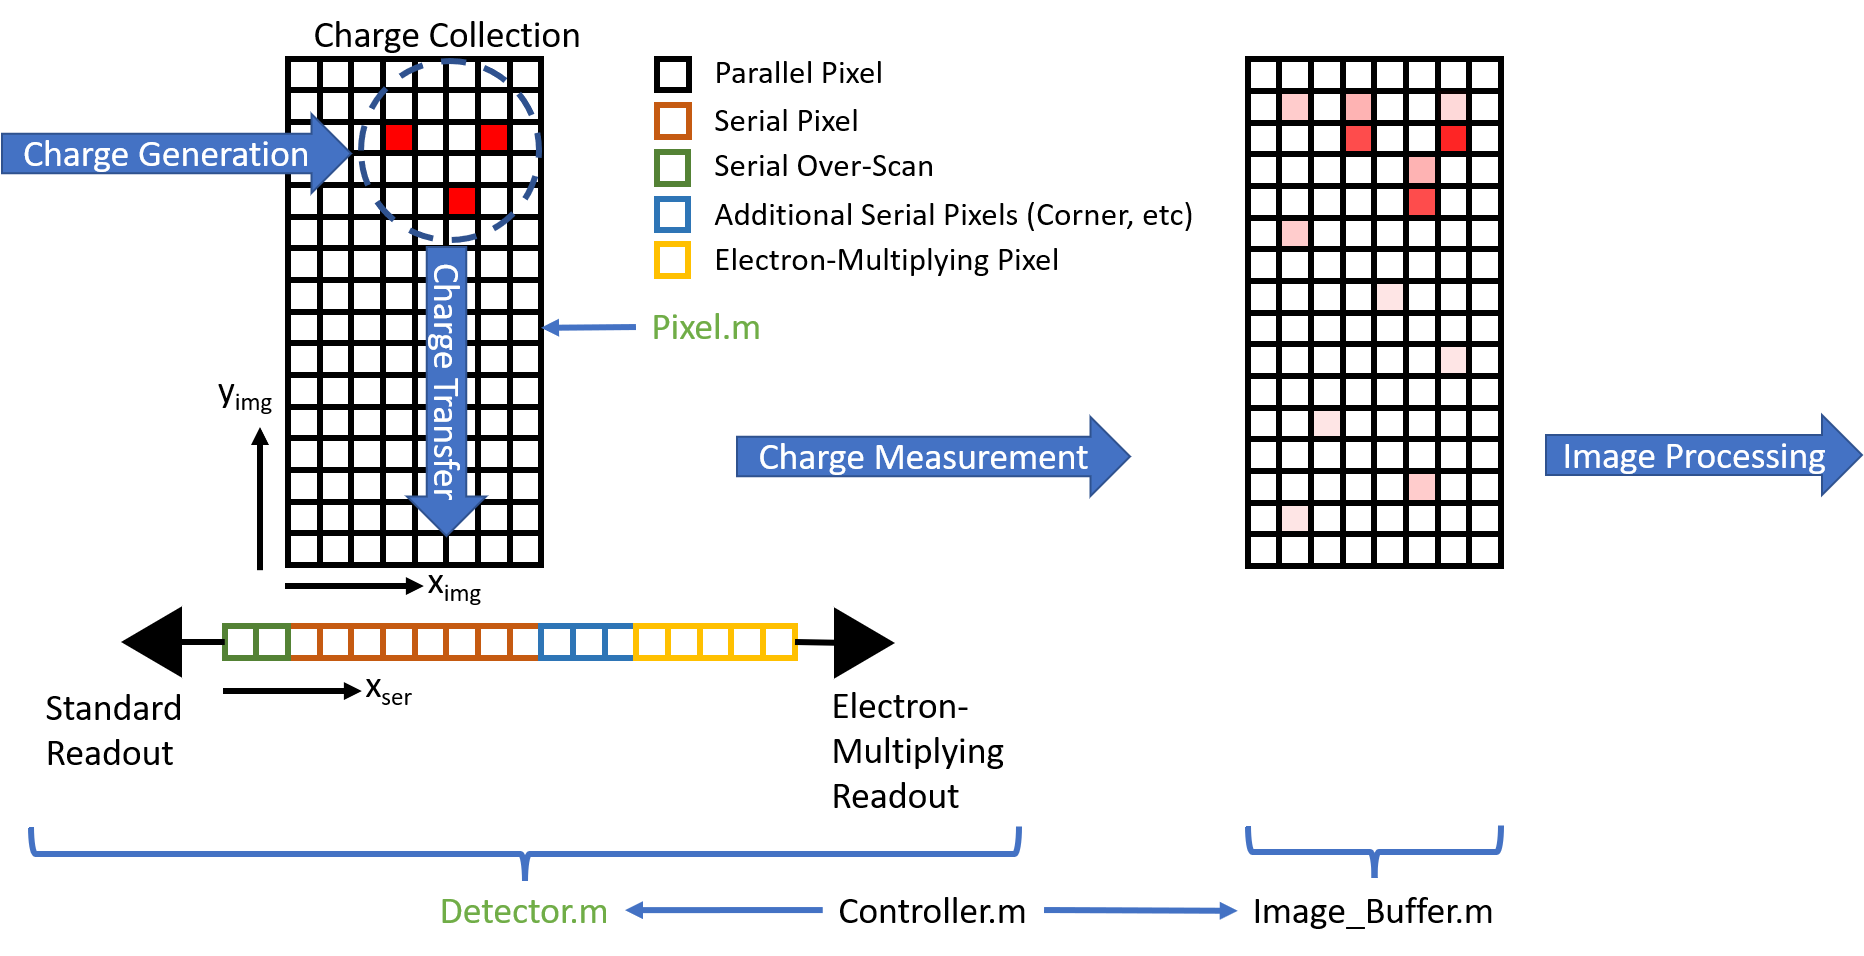 Charge Collection
Parallel Pixel
Serial Pixel
Charge Generation
Serial Over-Scan
Additional Serial Pixels (Corner, etc)
Electron-Multiplying Pixel
Charge Transfer
Pixel.m
yimg
Charge Measurement
Image Processing
ximg
xser
Standard
Readout
Electron-
Multiplying
Readout
Detector.m
Controller.m
Image_Buffer.m